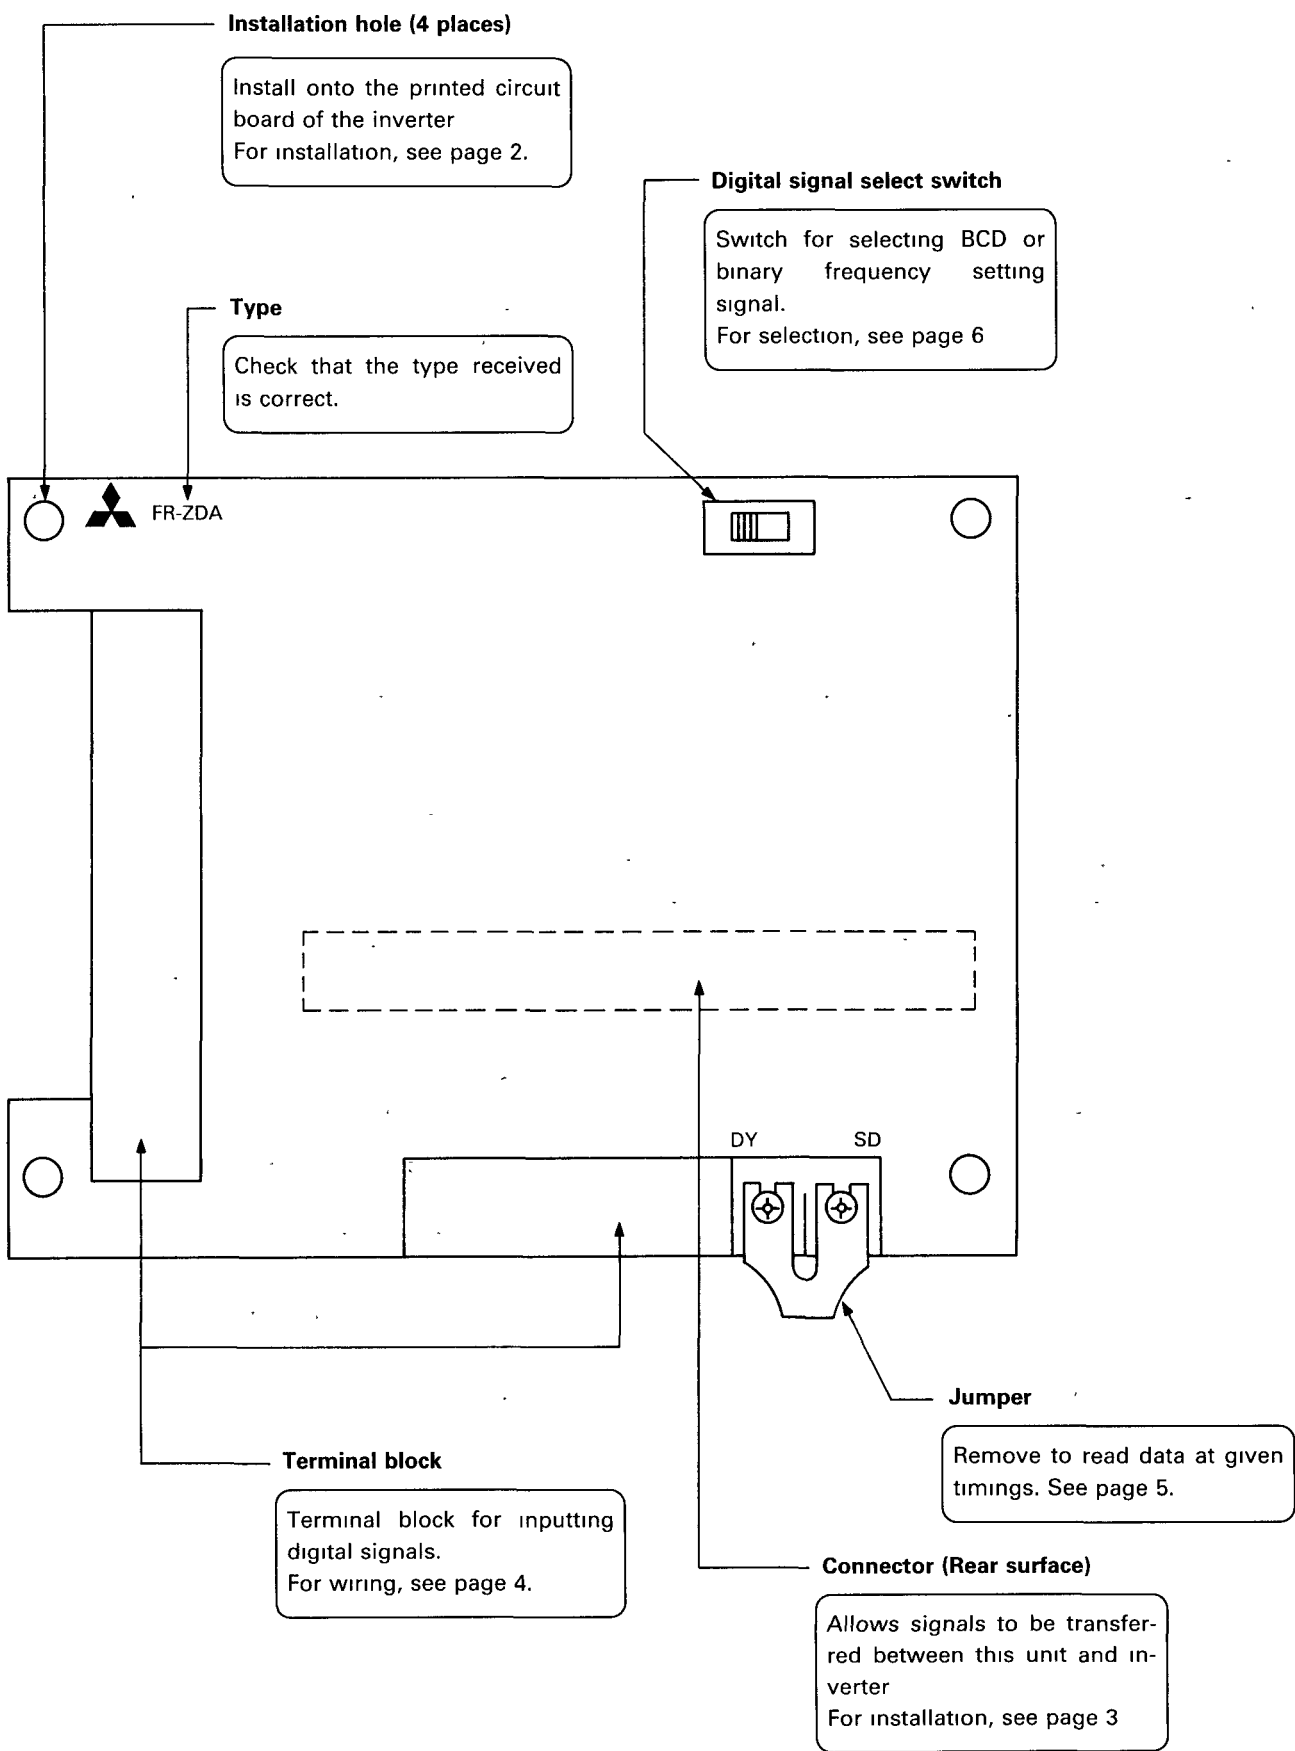 Installation hole (4 places)
Install onto the printed circuit
board of the inverter
For installation, see page 2.
Digital signal select switch
Switch for selecting BCD or
binary frequency setting
signal.
For selection, see page 6
Type
Check that the type received
is correct.
FR-ZDA
DY SD
Jumper
Remove to read data at given
timings. See page 5.
Terminal block
Terminal block for inputting
digital signals.
For wiring, see page 4.
Connector (Rear surface)
Allows signals to be transfer-
red between this unit and in-
verter
For installation, see page 3